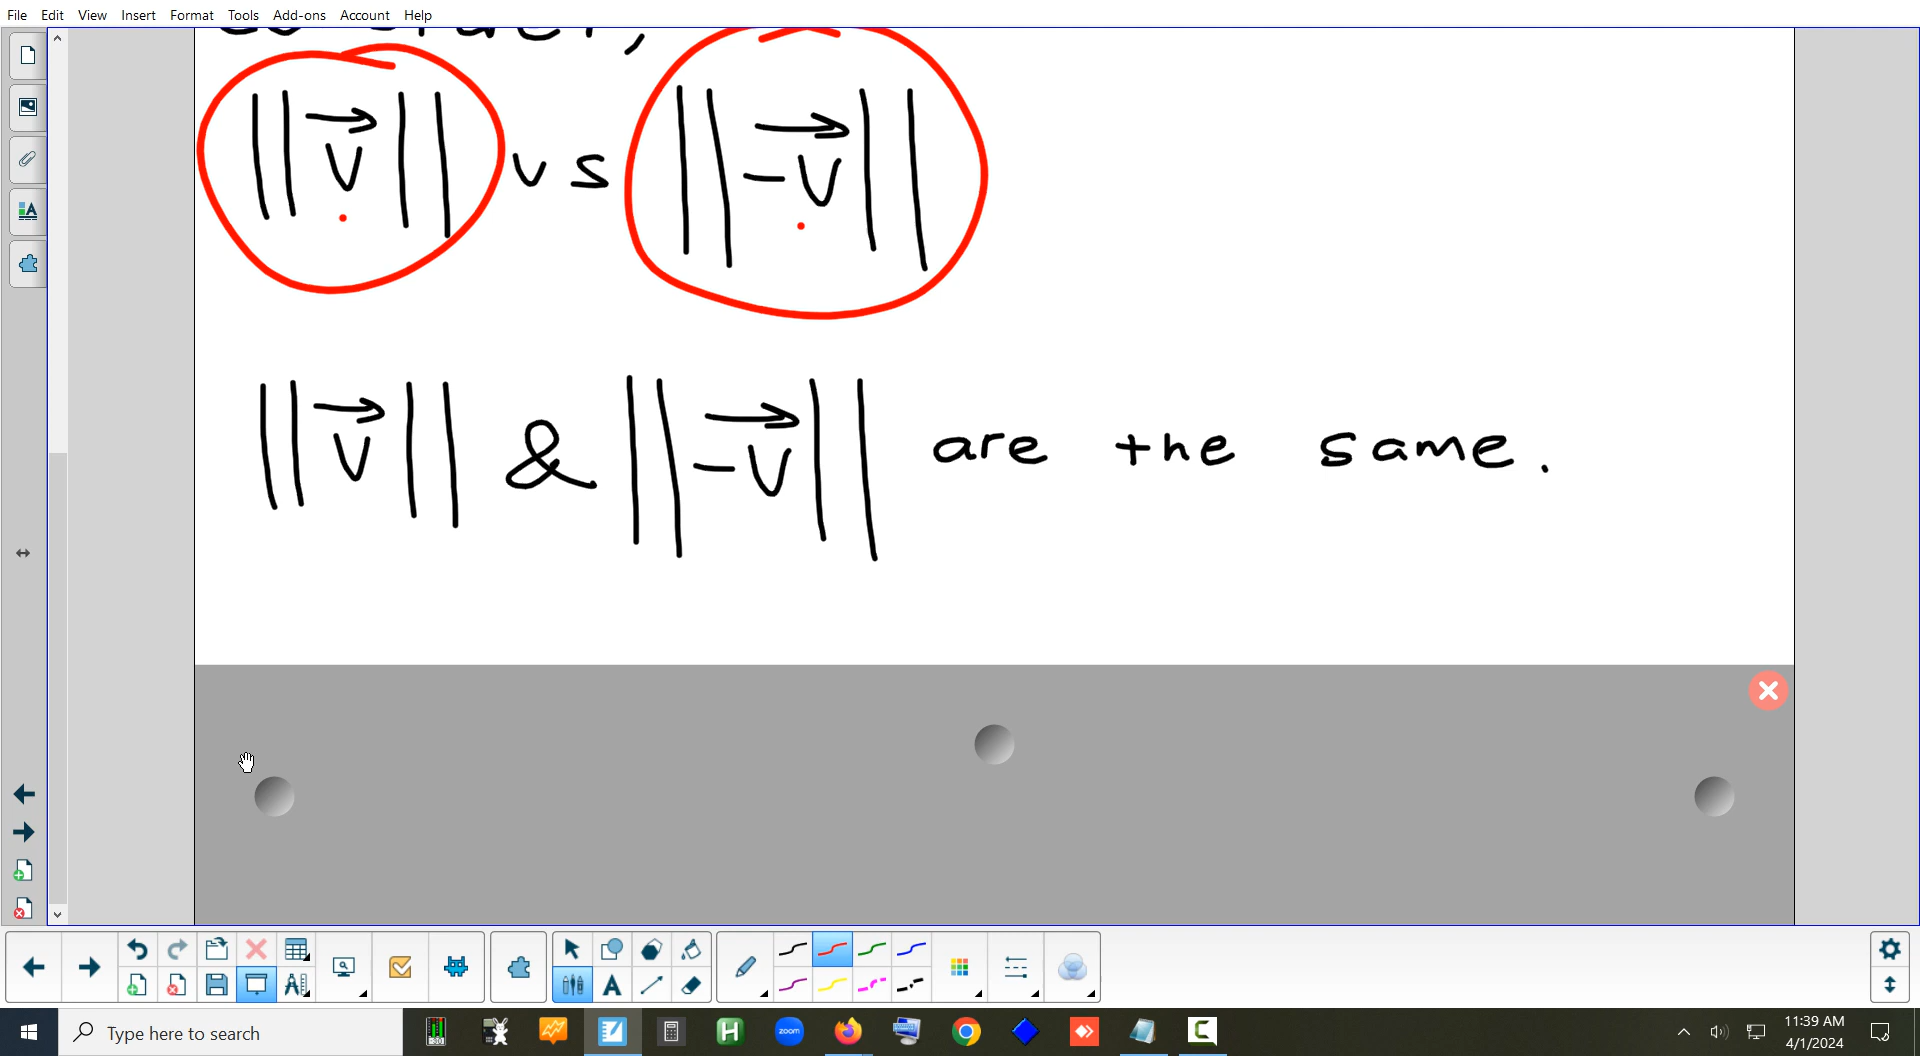 File Edit View Insert Format Tools Add-ons Account Help
||v⃗|| vs ||-v⃗||
||v⃗|| & ||-v⃗|| are the same.
A
A
H
zoom
C
Type here to search
11:39 AM
4/1/2024